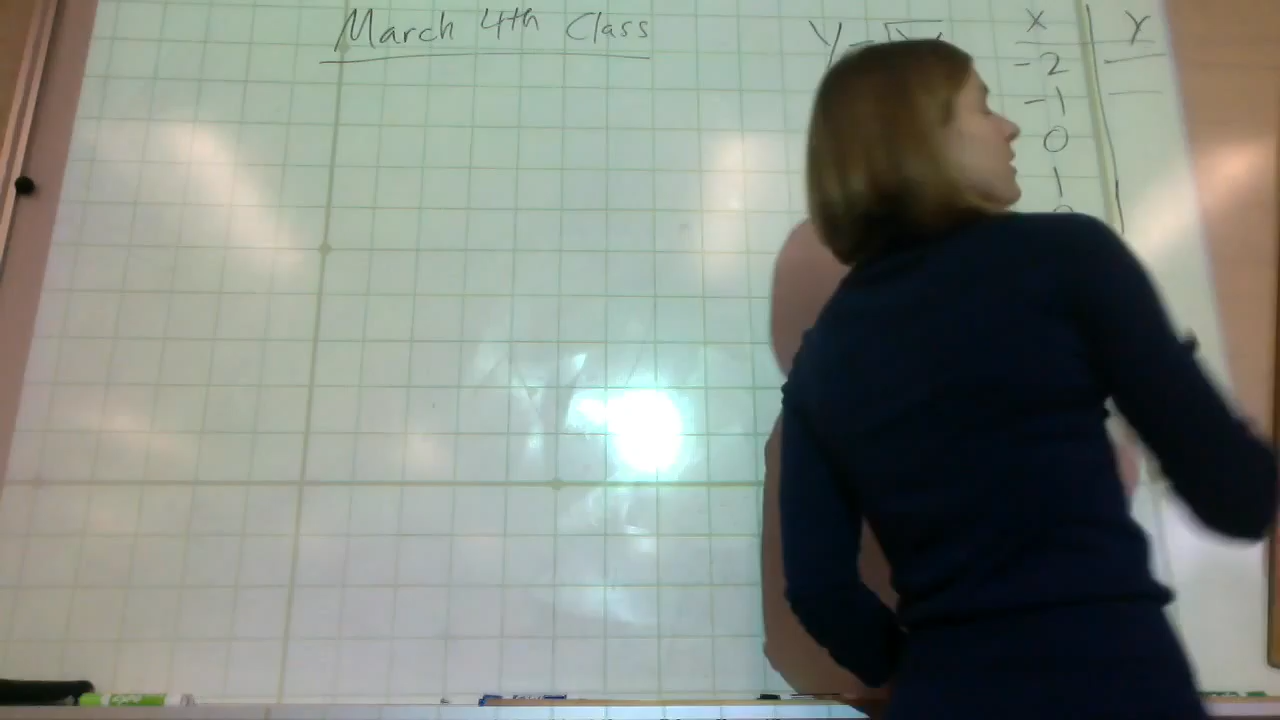 March 4th Class
y = √x
x y
-2
-1
0
1